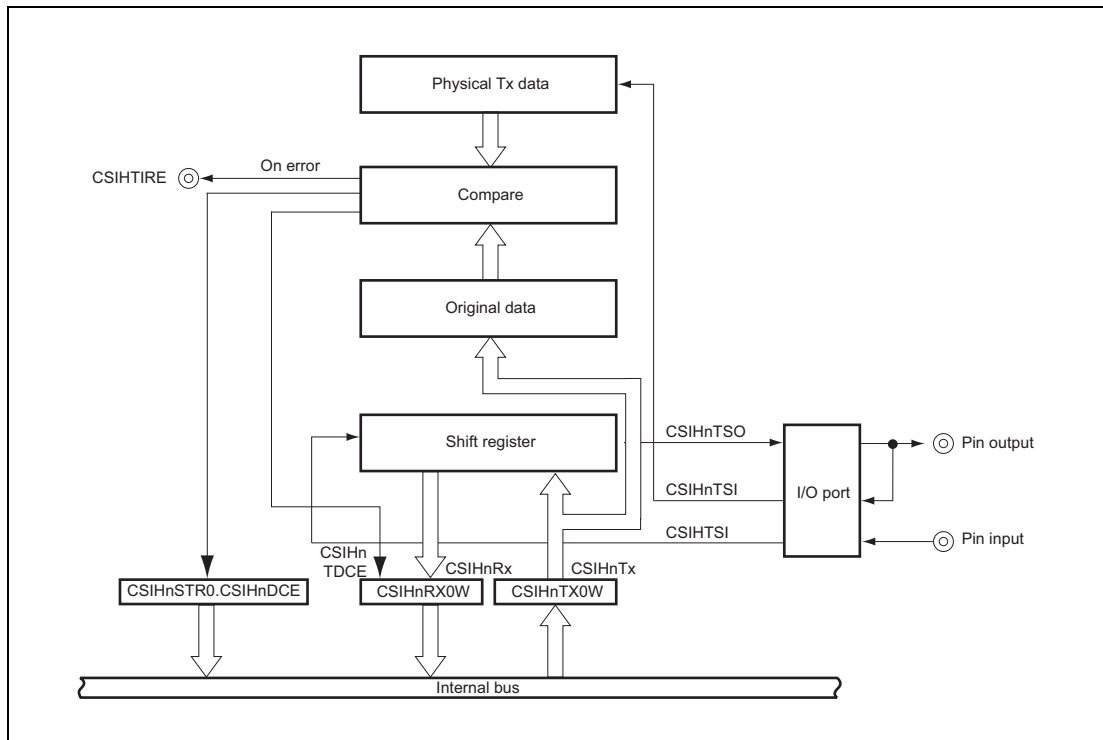 Physical Tx data
On error
CSIHTIRE
Compare
Original data
Shift register
CSIHnTSO
Pin output
CSIHnTSI
I/O port
CSIHTSI
Pin input
CSIHn
TDCE
CSIHnRx
CSIHnTx
CSIHnSTR0.CSIHnDCE
CSIHnRX0W
CSIHnTX0W
Internal bus